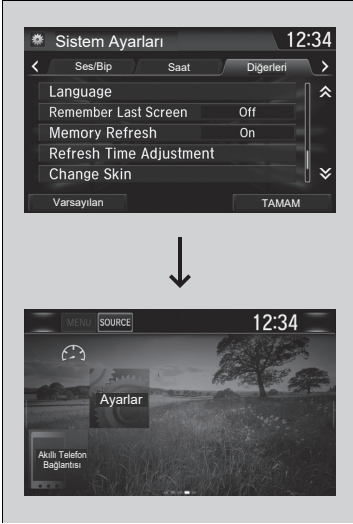 Sistem Ayarları 12:34
Ses/Bip Saat Diğerleri
Language
Remember Last Screen Off
Memory Refresh On
Refresh Time Adjustment
Change Skin
Varsayılan TAMAM
MENU SOURCE 12:34
Ayarlar
Akıllı Telefon
Bağlantısı